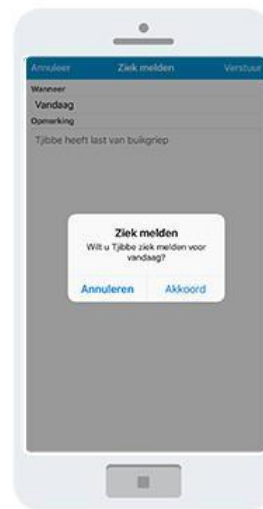 Annuleer Ziek melden Verstuur
Wanneer
Vandaag
Opmerking
Tjibbe heeft last van buikgriep
Ziek melden
Wilt u Tjibbe ziek melden voor
vandaag?
Annuleren Akkoord